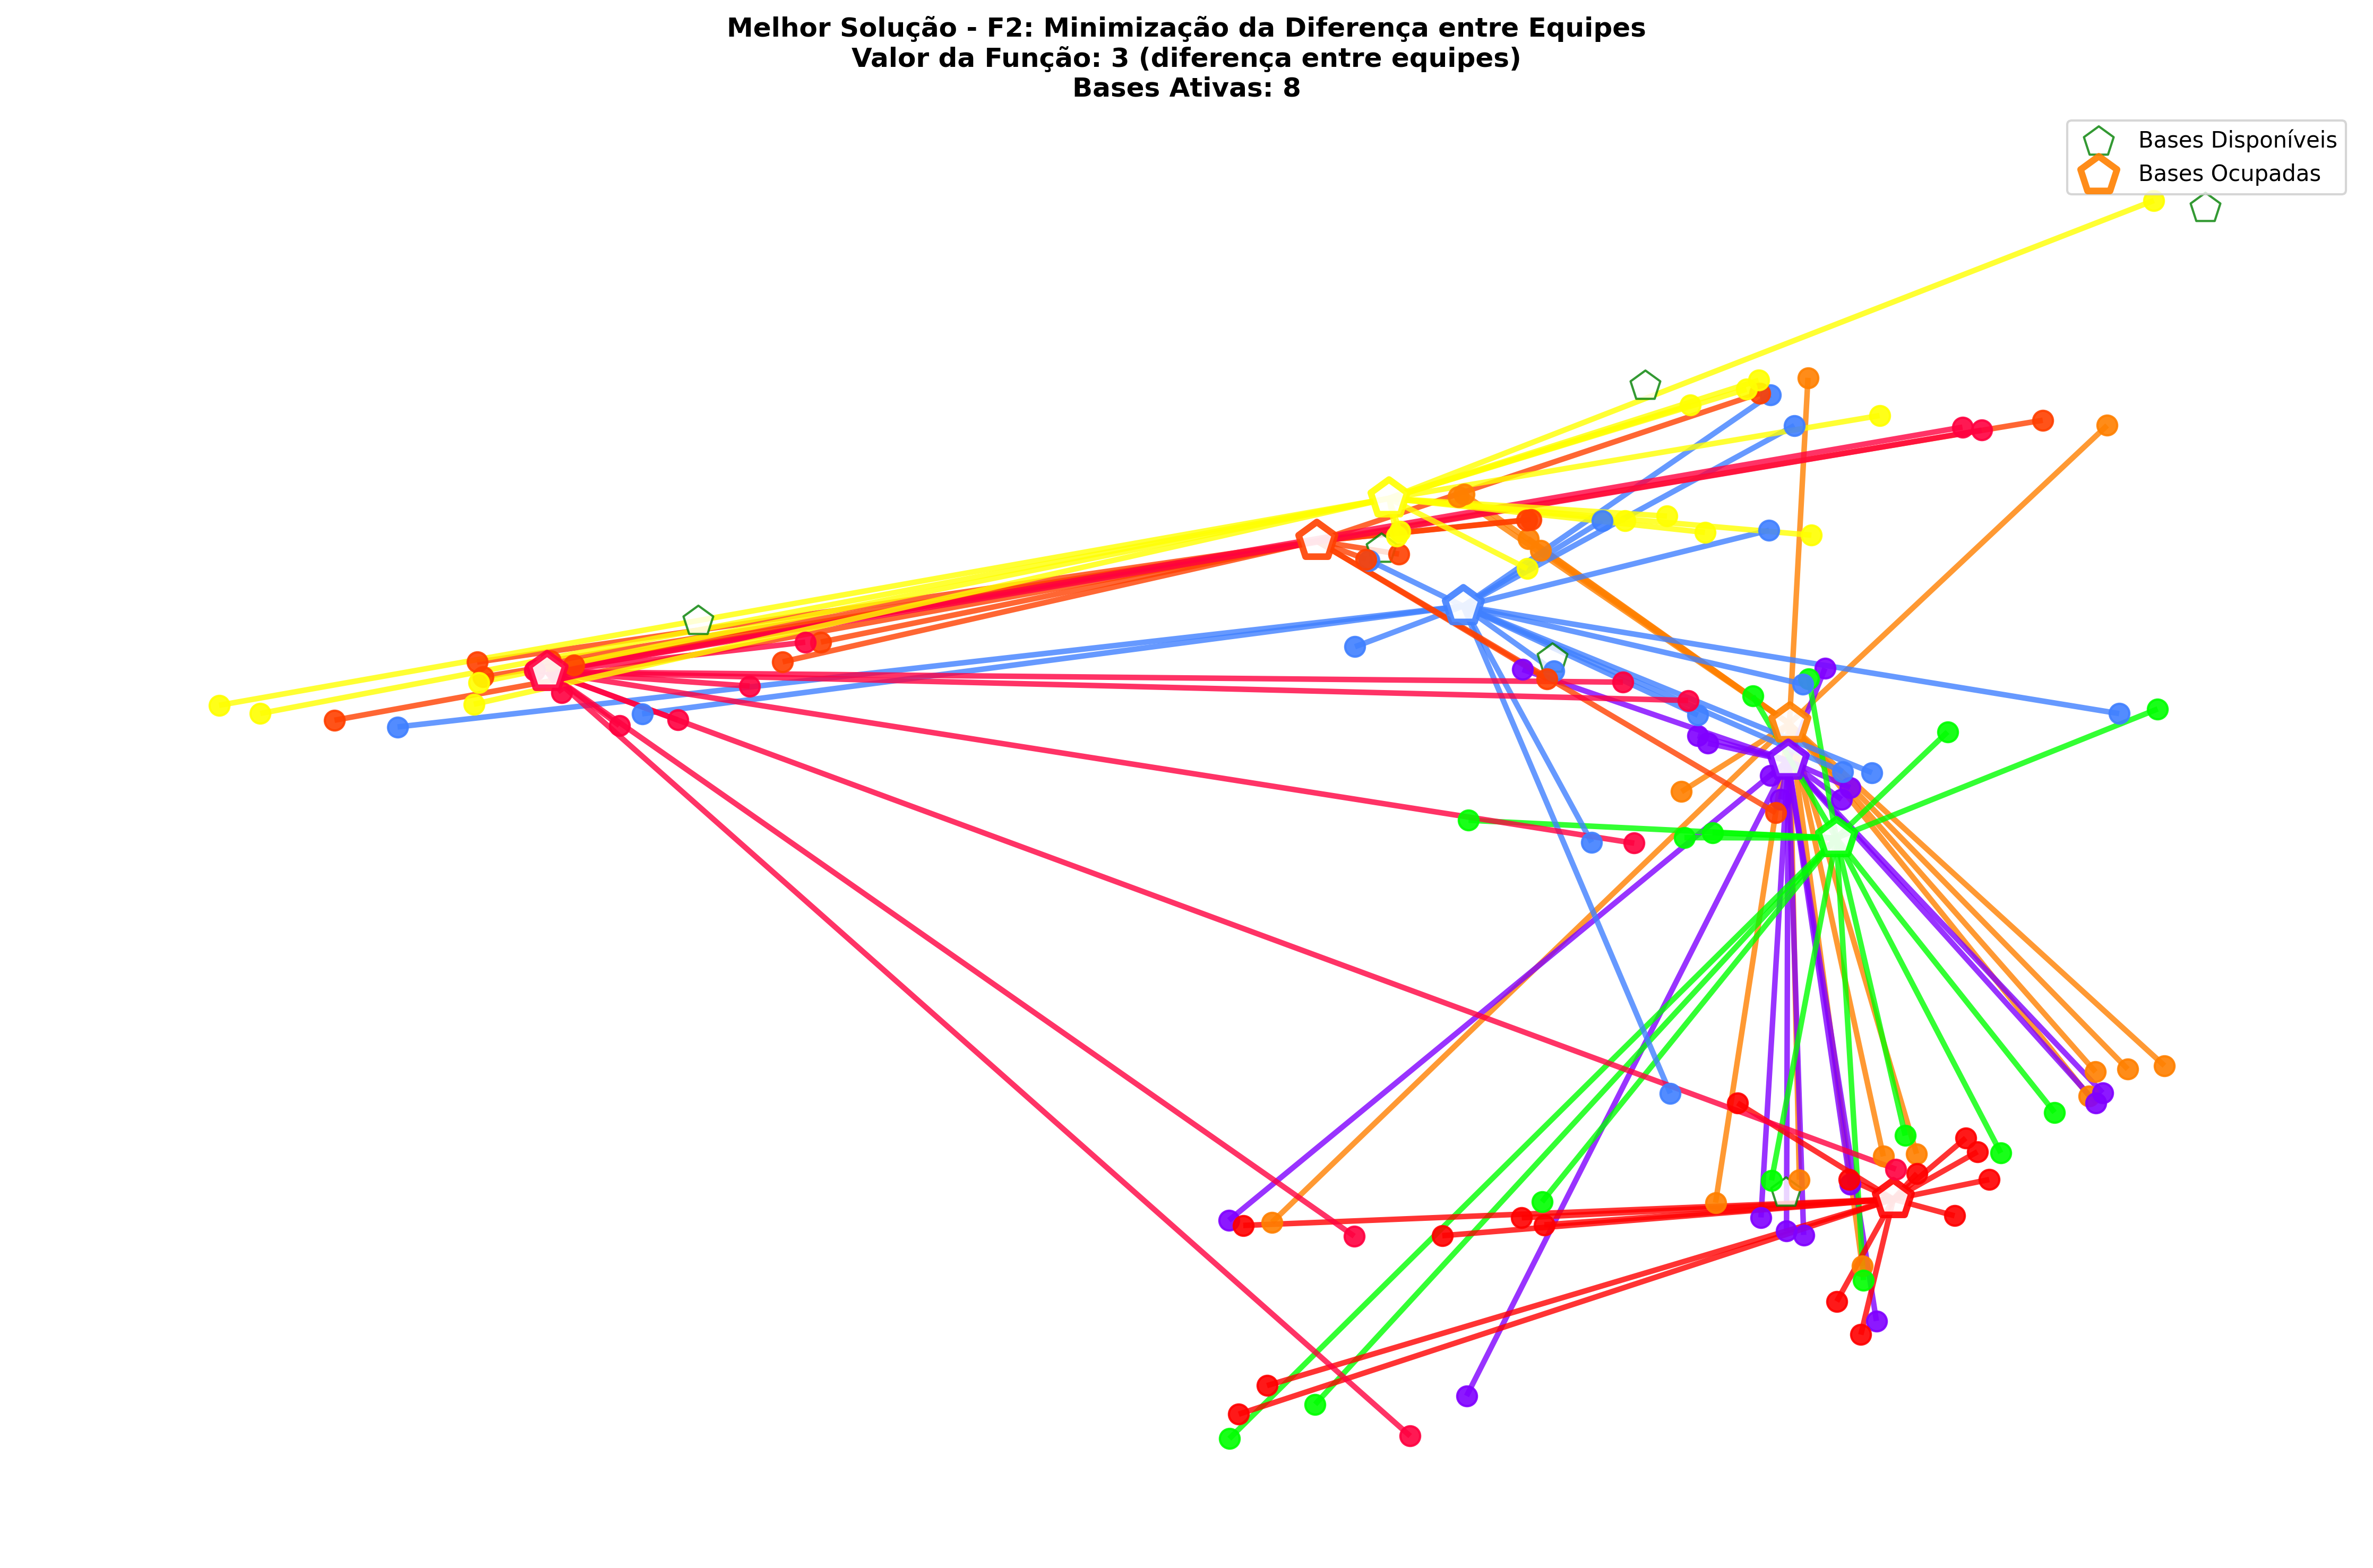 Melhor Solução - F2: Minimização da Diferença entre Equipes
Valor da Função: 3 (diferença entre equipes)
Bases Ativas: 8
Bases Disponíveis
Bases Ocupadas